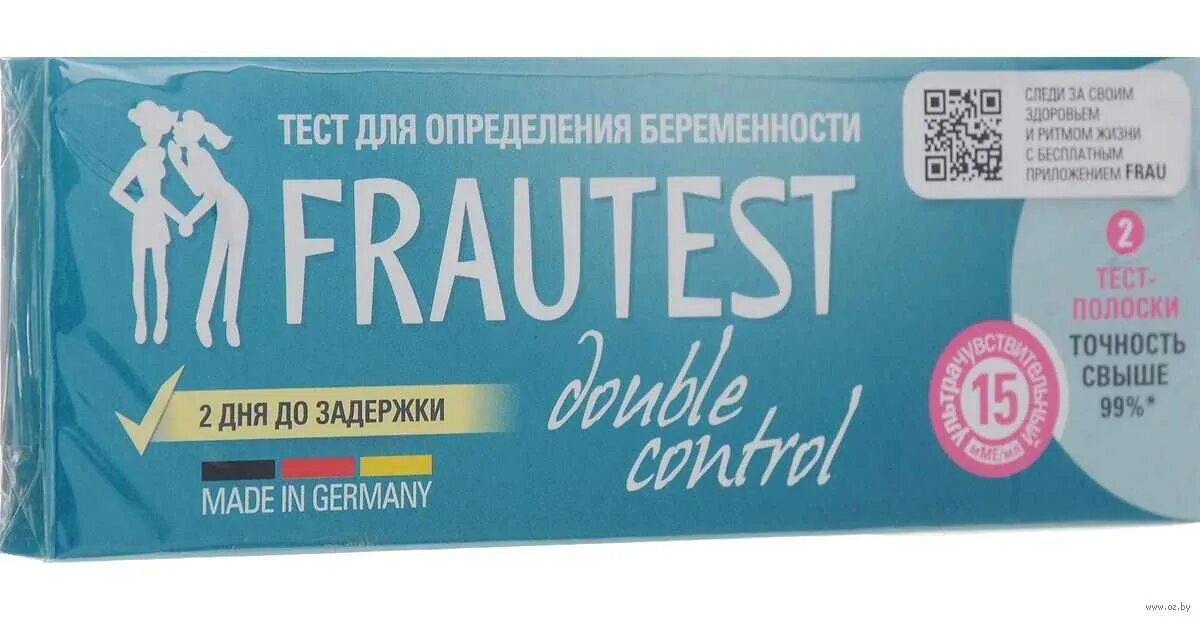 ТЕСТ ДЛЯ ОПРЕДЕЛЕНИЯ БЕРЕМЕННОСТИ
FRAUTEST
double
control
2 ДНЯ ДО ЗАДЕРЖКИ
MADE IN GERMANY
СЛЕДИ ЗА СВОИМ
ЗДОРОВЬЕМ
И РИТМОМ ЖИЗНИ
С БЕСПЛАТНЫМ
ПРИЛОЖЕНИЕМ FRAU
2
ТЕСТ-
ПОЛОСКИ
ТОЧНОСТЬ
СВЫШЕ
99%*
УЛЬТРАЧУВСТВИТЕЛЬНЫЙ
15
мМЕ/мл
www.oz.by